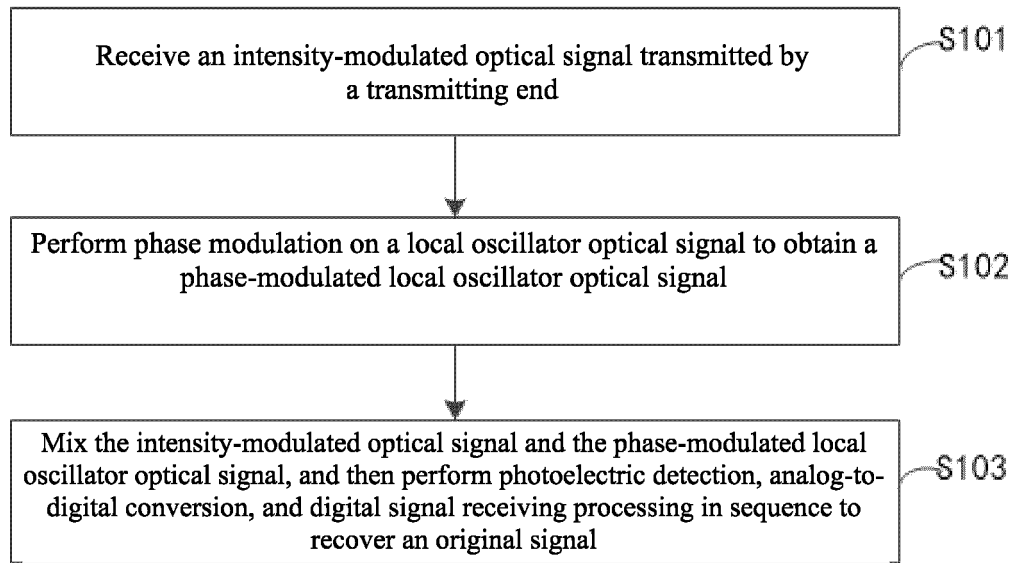 Receive an intensity-modulated optical signal transmitted by
a transmitting end
S101
Perform phase modulation on a local oscillator optical signal to obtain a
phase-modulated local oscillator optical signal
S102
Mix the intensity-modulated optical signal and the phase-modulated local
oscillator optical signal, and then perform photoelectric detection, analog-to-
digital conversion, and digital signal receiving processing in sequence to
recover an original signal
S103